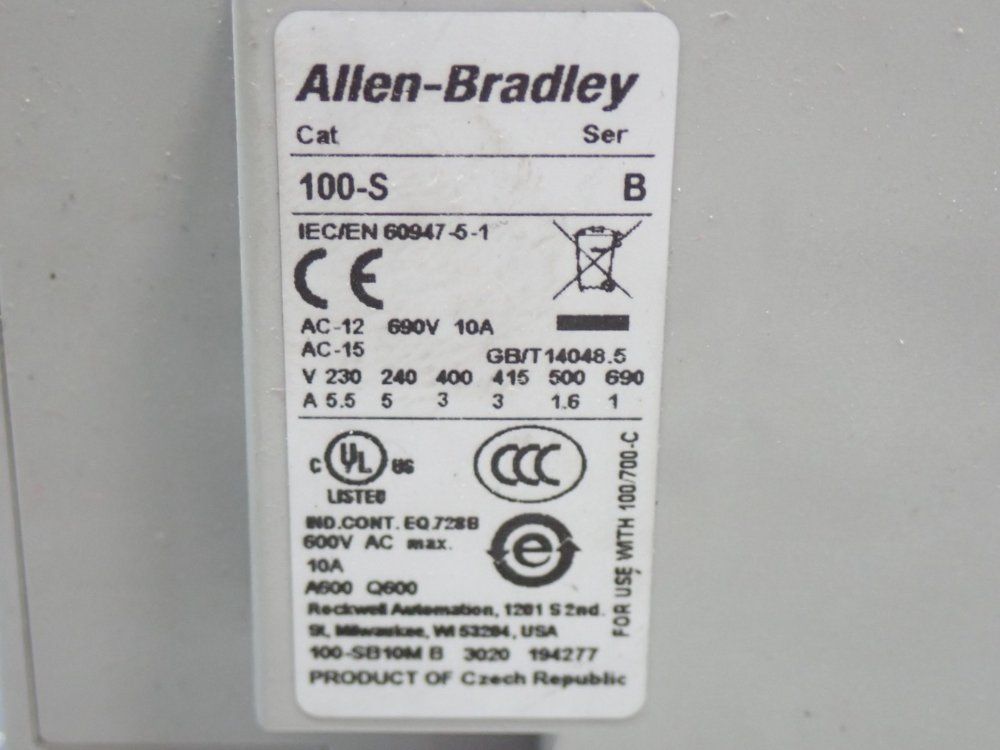 Allen-Bradley
Cat Ser
100-S B
IEC/EN 60947-5-1
CE
AC-12 690V 10A
AC-15 GB/T14048.5
V 230 240 400 415 500 690
A 5.5 5 3 3 1.6 1
C UL US CCC
LISTED
IND.CONT. EQ.728B
600V AC max. e
10A
A600 Q600
Rockwell Automation, 1201 S 2nd.
St, Milwaukee, WI 53204, USA
100-SB10M B 3020 194277
PRODUCT OF Czech Republic
FOR USE WITH 100/700-C